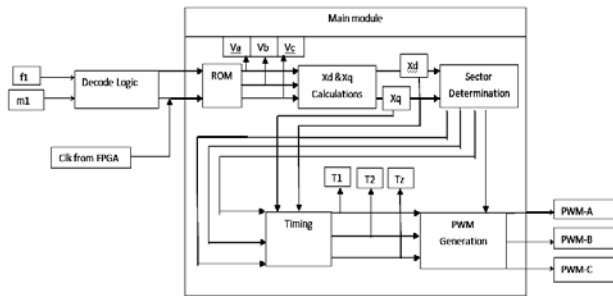 Main module
Va
Vb
Vc
f1
m1
Decode Logic
ROM
Xd &Xq
Calculations
Xd
Xq
Sector
Determination
Clk from FPGA
T1
T2
Tz
Timing
PWM
Generation
PWM-A
PWM-B
PWM-C